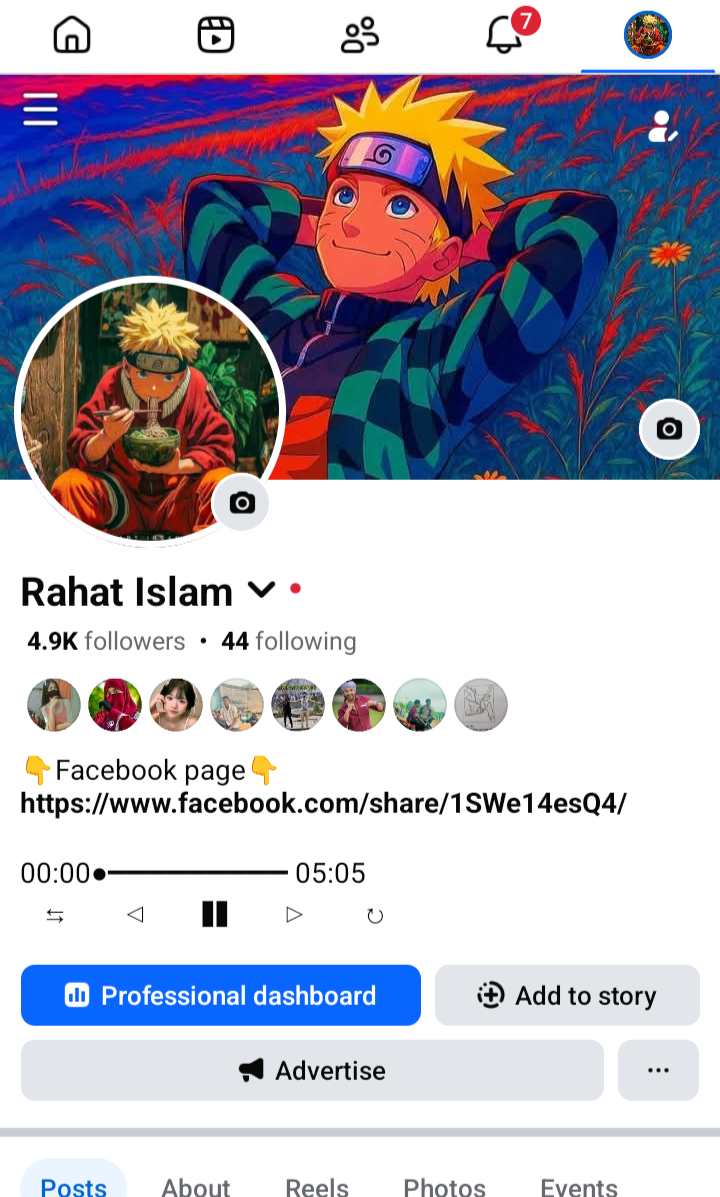 7
Rahat Islam
4.9K followers • 44 following
👇Facebook page👇
https://www.facebook.com/share/1SWe14esQ4/
00:00●━━━━━━━━ 05:05
⇆ ◁ ❚❚ ▷ ↻
Professional dashboard
Add to story
Advertise
Posts About Reels Photos Events